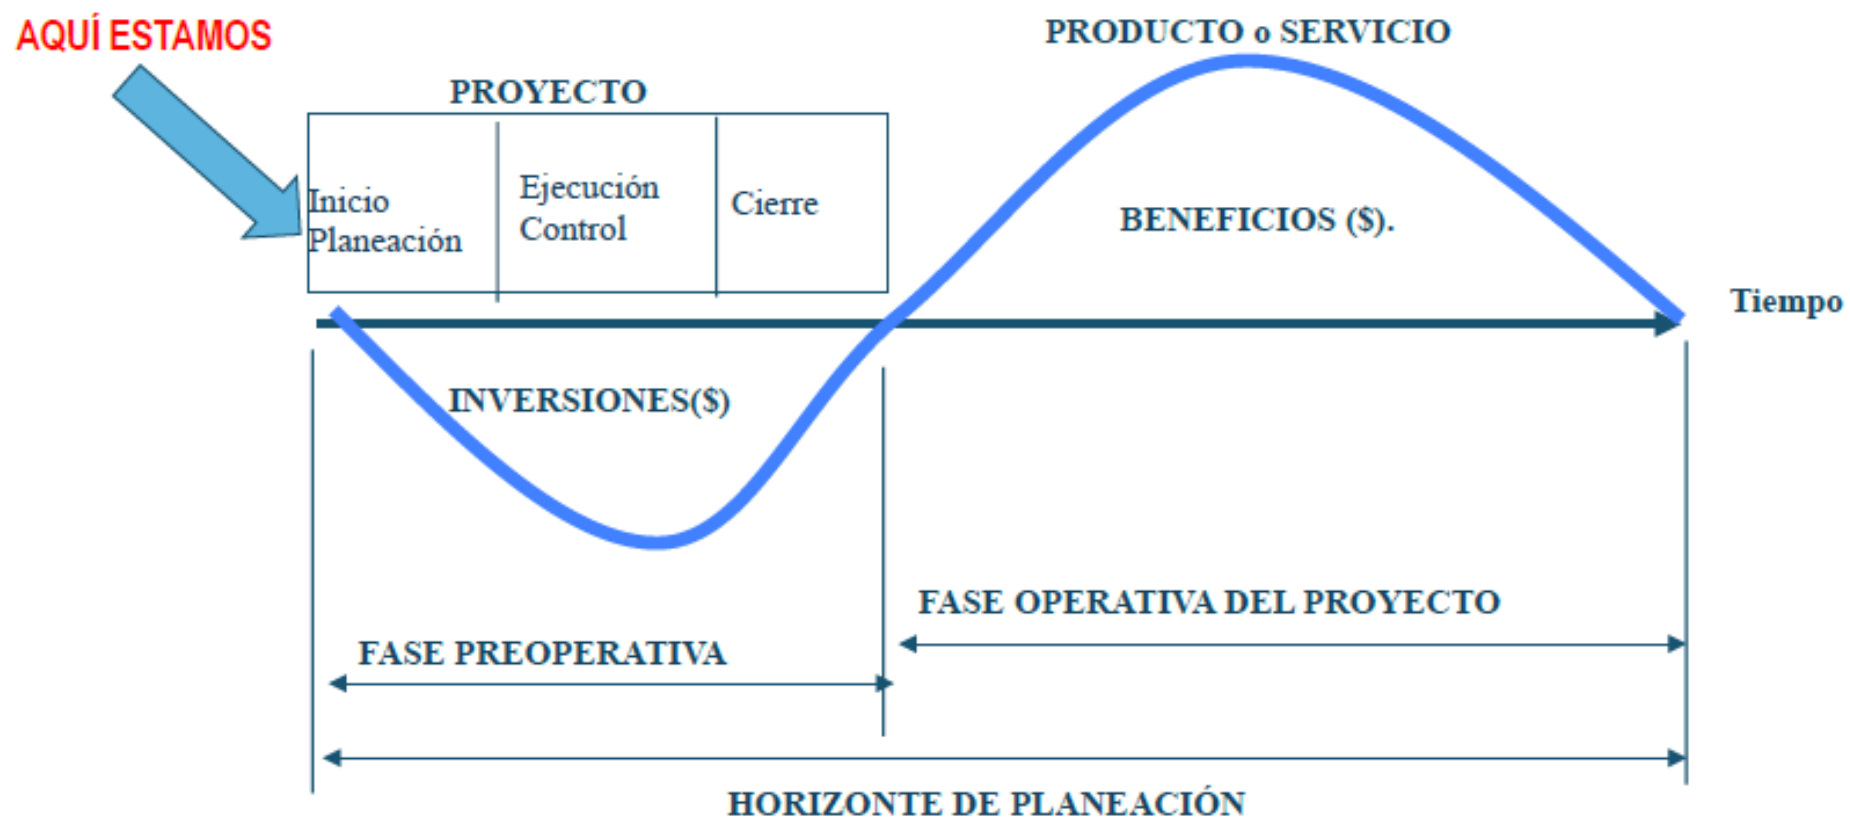 AQUÍ ESTAMOS
PRODUCTO o SERVICIO
PROYECTO
Inicio
Planeación
Ejecución
Control
Cierre
BENEFICIOS ($).
Tiempo
INVERSIONES($)
FASE OPERATIVA DEL PROYECTO
FASE PREOPERATIVA
HORIZONTE DE PLANEACIÓN